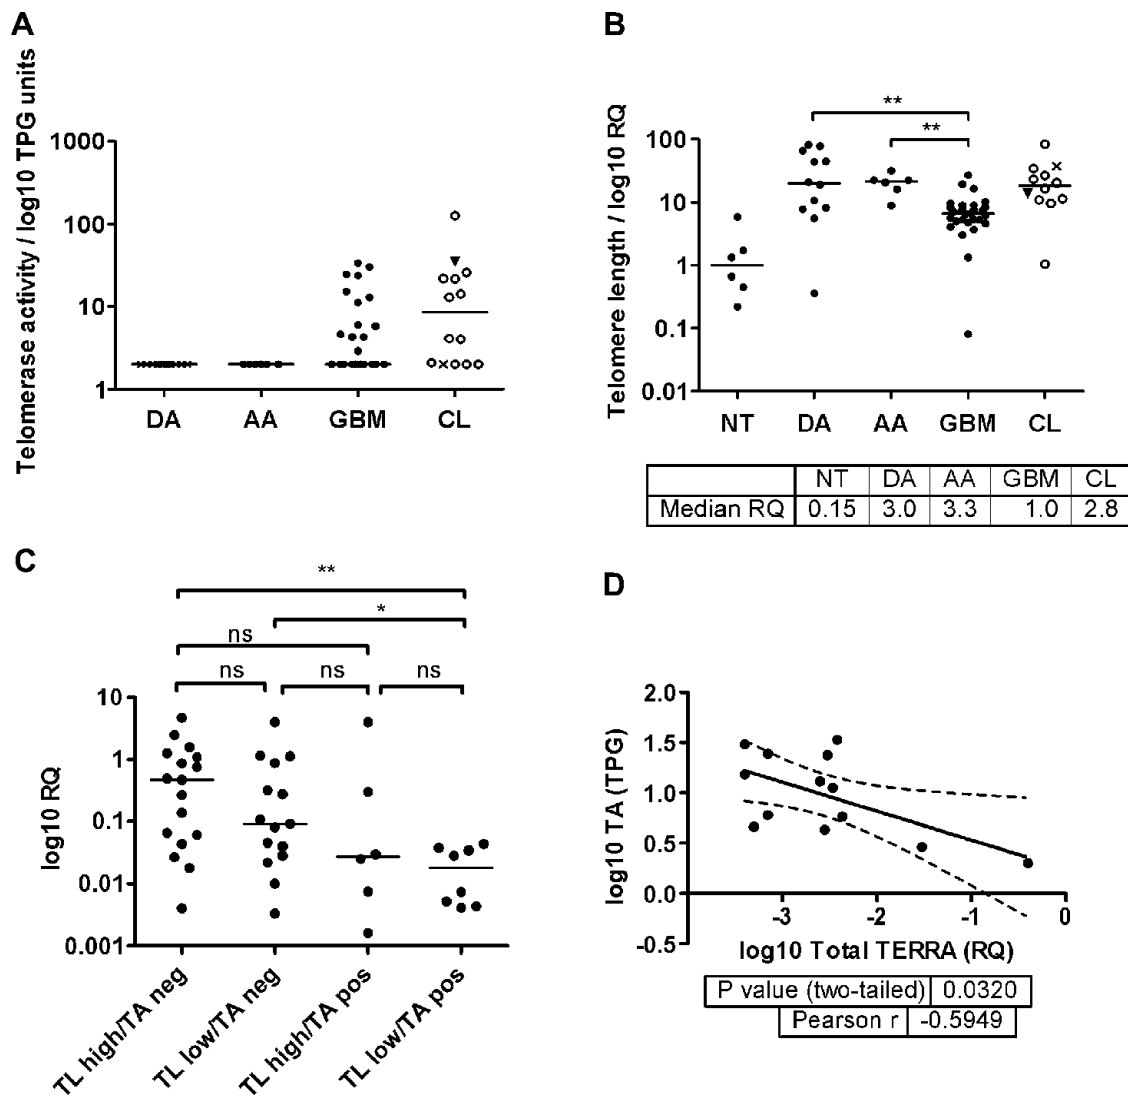 A
Telomerase activity / log10 TPG units
1000
100
10
1
DA AA GBM CL
B
Telomere length / log10 RQ
** 
**
100
10
1
0.1
0.01
NT DA AA GBM CL
NT DA AA GBM CL
Median RQ 0.15 3.0 3.3 1.0 2.8
C
**
*
ns
ns ns ns
log10 RQ
10
1
0.1
0.01
0.001
TL high/TA neg
TL low/TA neg
TL high/TA pos
TL low/TA pos
D
log10 TA (TPG)
2.0
1.5
1.0
0.5
0.0
-0.5
-3 -2 -1 0
log10 Total TERRA (RQ)
P value (two-tailed) 0.0320
Pearson r -0.5949